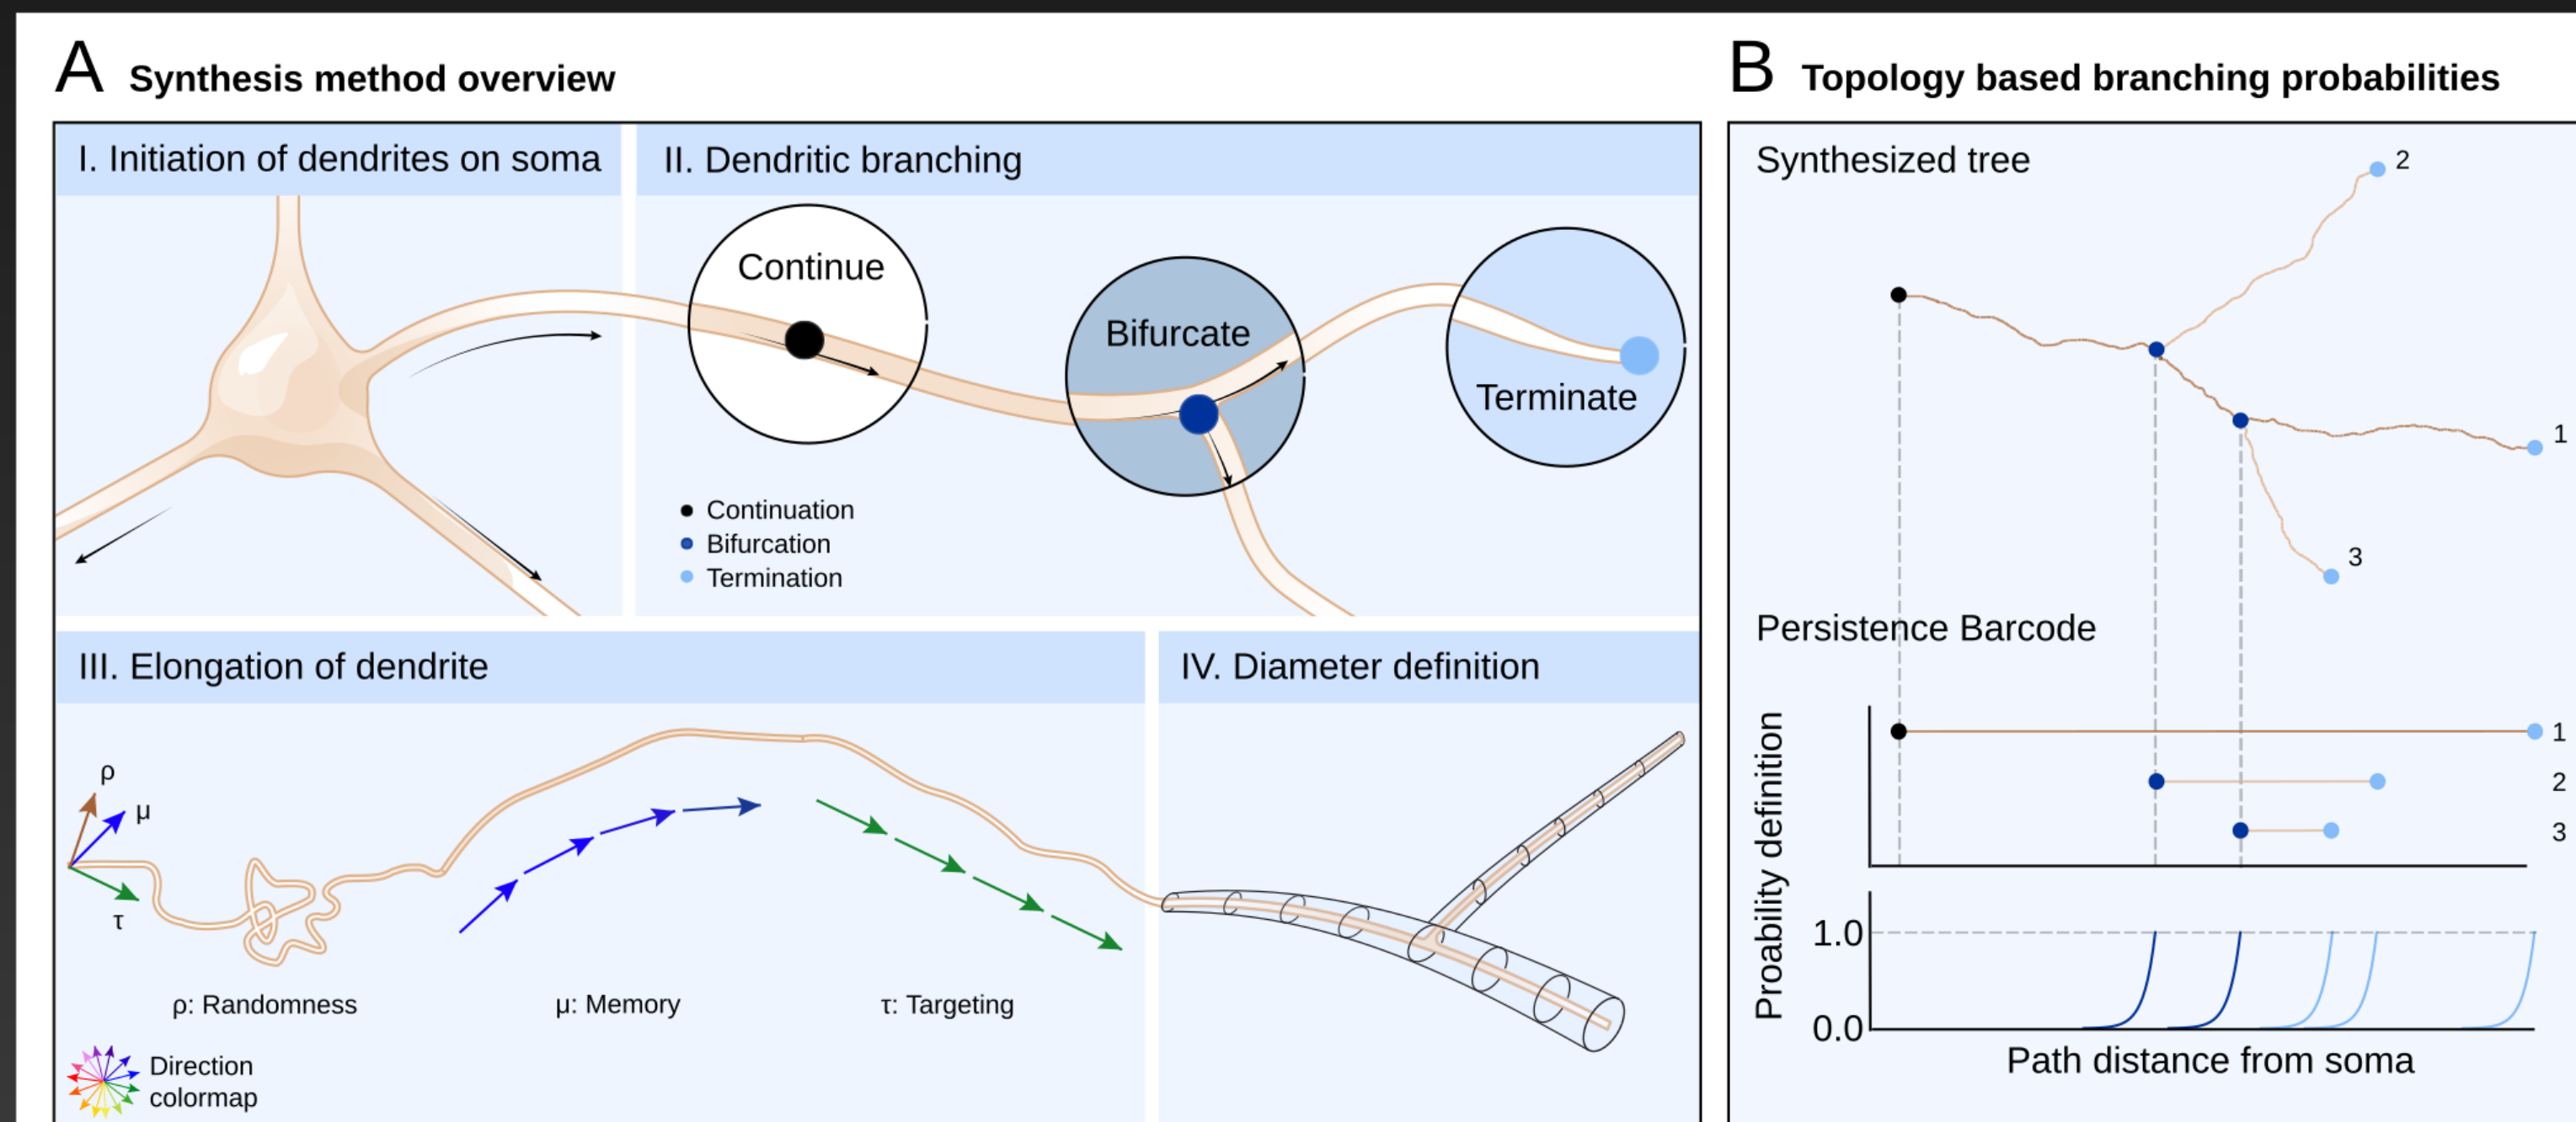 A Synthesis method overview
I. Initiation of dendrites on soma
II. Dendritic branching
Continue
Bifurcate
Terminate
Continuation
Bifurcation
Termination
III. Elongation of dendrite
ρ
μ
τ
ρ: Randomness
μ: Memory
τ: Targeting
Direction
colormap
IV. Diameter definition
B Topology based branching probabilities
Synthesized tree
2
1
3
Persistence Barcode
Probability definition
1
2
3
1.0
0.0
Path distance from soma